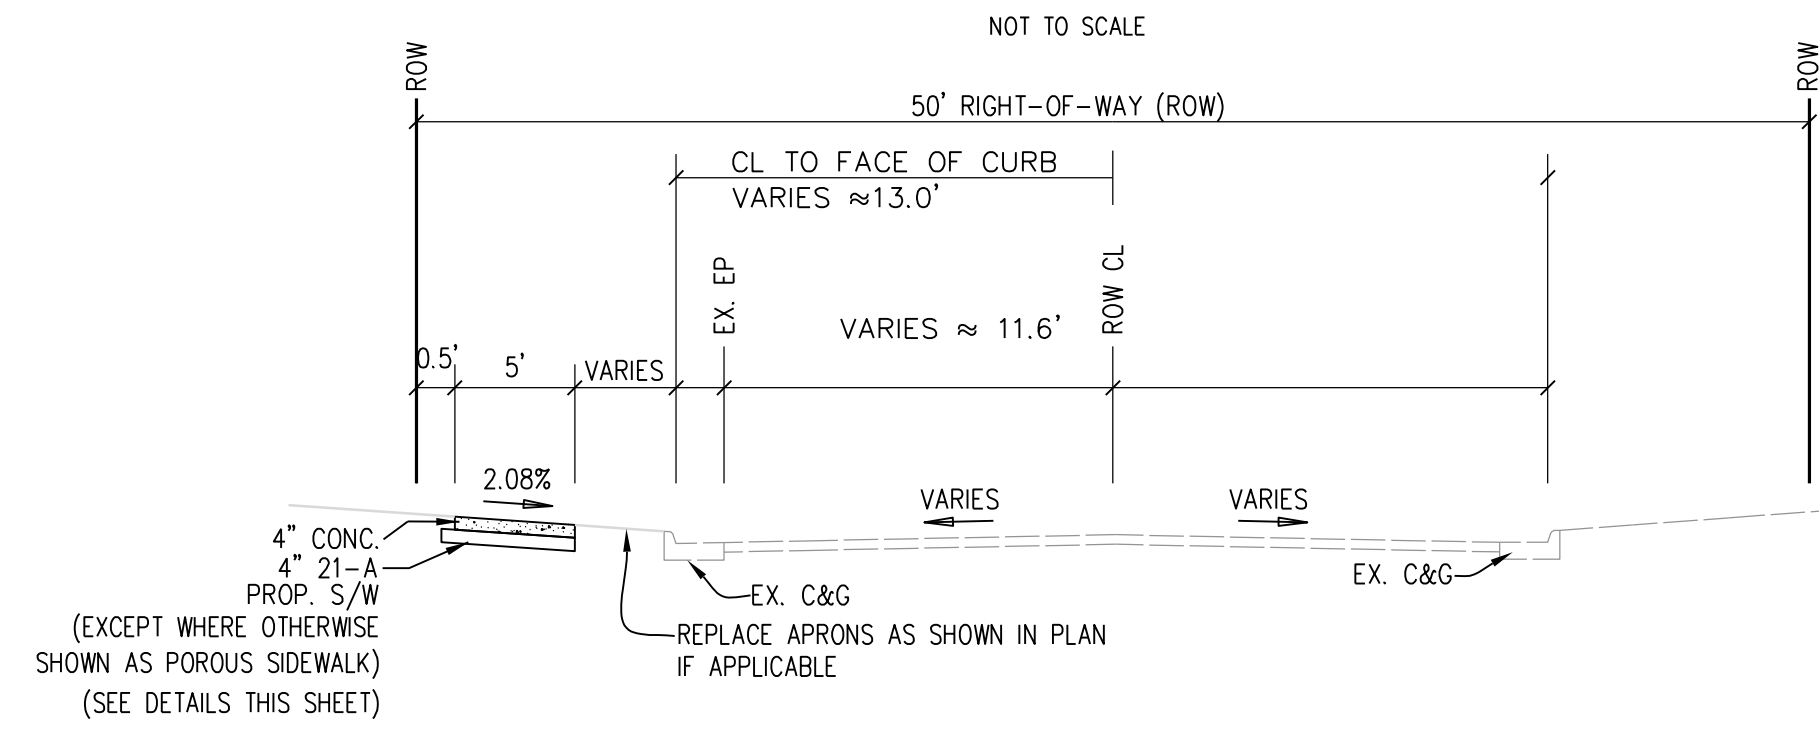 NOT TO SCALE
ROW
ROW
50' RIGHT-OF-WAY (ROW)
CL TO FACE OF CURB
VARIES ≈13.0'
EX. EP
ROW CL
VARIES ≈ 11.6'
0.5'
5'
VARIES
2.08%
VARIES
VARIES
4" CONC.
4" 21-A
PROP. S/W
(EXCEPT WHERE OTHERWISE
SHOWN AS POROUS SIDEWALK)
(SEE DETAILS THIS SHEET)
EX. C&G
EX. C&G
REPLACE APRONS AS SHOWN IN PLAN
IF APPLICABLE